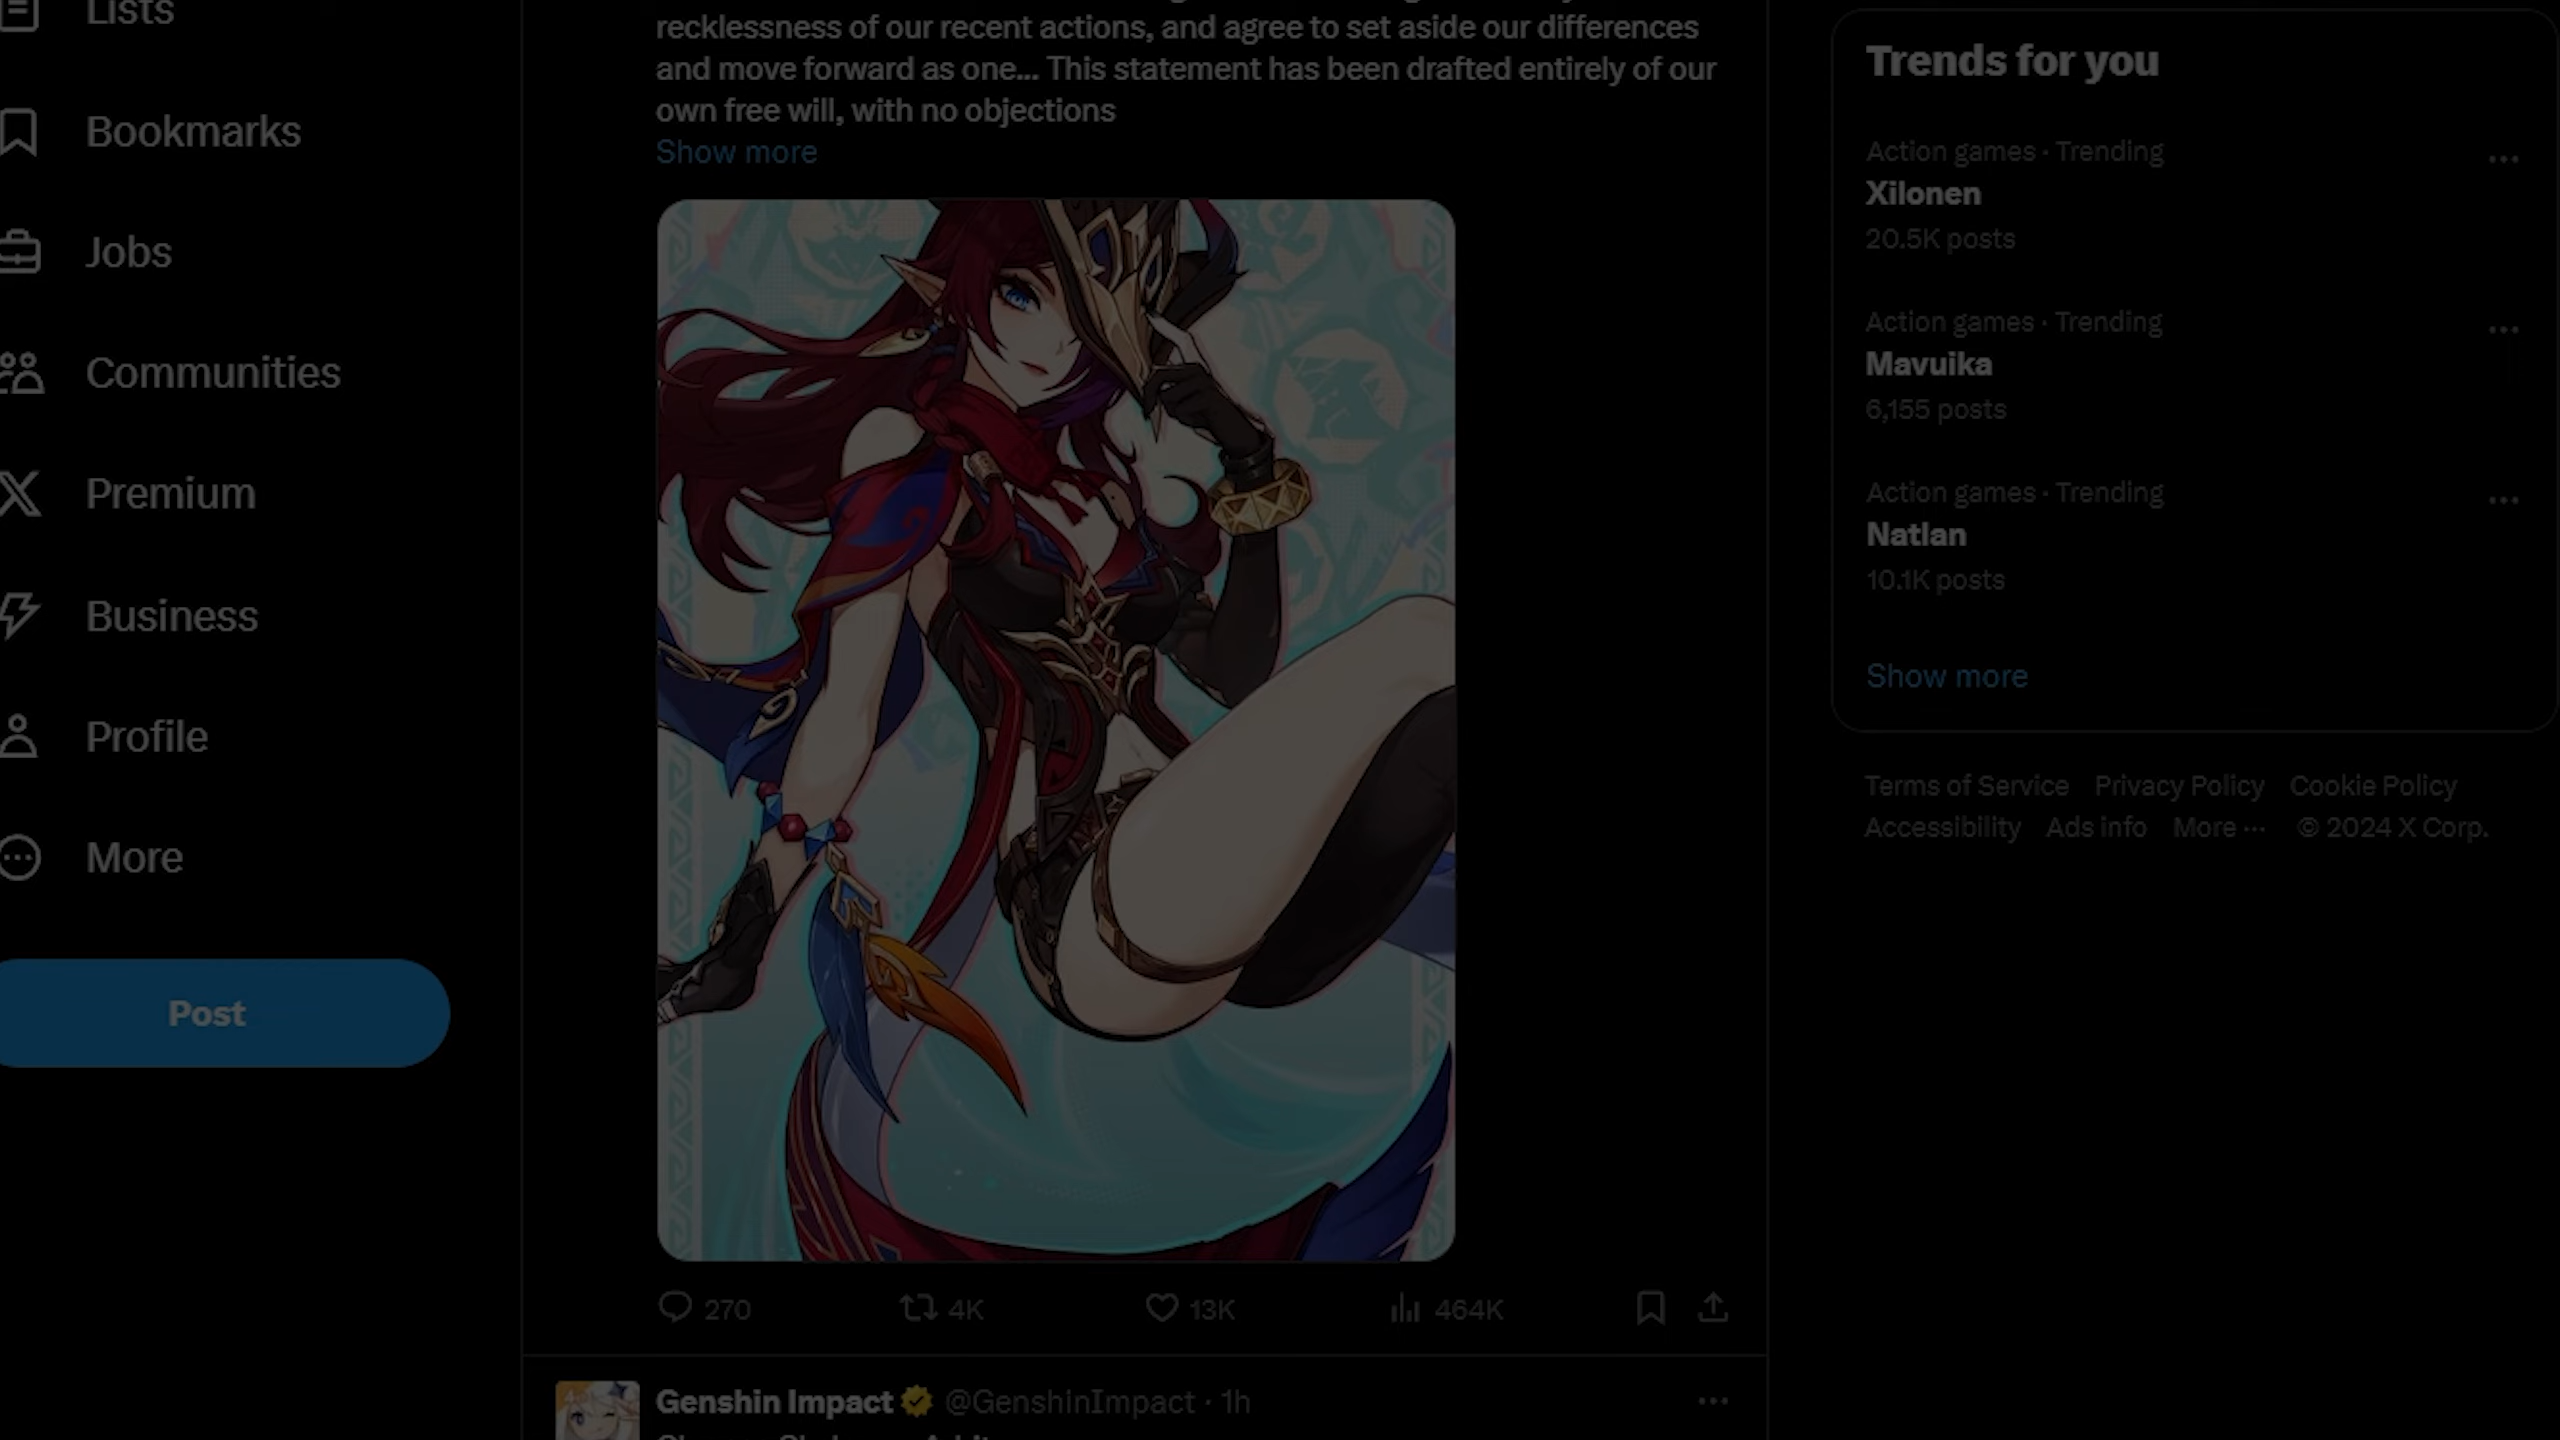 Lists
Bookmarks
Jobs
Communities
Premium
Business
Profile
More
Post
recklessness of our recent actions, and agree to set aside our differences
and move forward as one... This statement has been drafted entirely of our
own free will, with no objections
Show more
270
4K
13K
464K
Genshin Impact @GenshinImpact · 1h
Trends for you
Action games · Trending
Xilonen
20.5K posts
Action games · Trending
Mavuika
6,155 posts
Action games · Trending
Natlan
10.1K posts
Show more
Terms of Service Privacy Policy Cookie Policy
Accessibility Ads info More ... © 2024 X Corp.